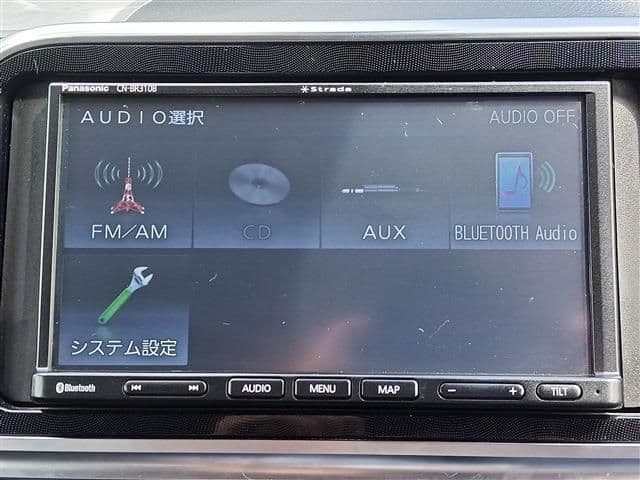 Panasonic CN-BR310B Strada
AUDIO選択 AUDIO OFF
FM/AM CD AUX BLUETOOTH Audio
システム設定
Bluetooth AUDIO MENU MAP − + TILT